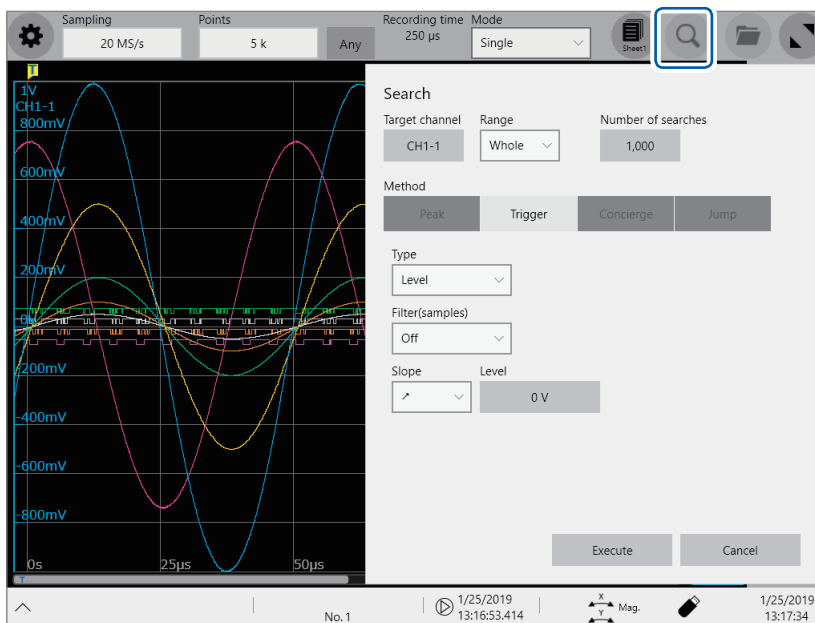 Sampling Points Recording time Mode
20 MS/s 5 k Any 250 µs Single Sheet1
T
1V
CH1-1
800mV
600mV
400mV
200mV
0V
-200mV
-400mV
-600mV
-800mV
0s 25µs 50µs
T
Search
Target channel Range Number of searches
CH1-1 Whole 1,000
Method
Peak Trigger Concierge Jump
Type
Level
Filter(samples)
Off
Slope Level
↗ 0 V
Execute Cancel
No. 1
1/25/2019
13:16:53.414
X
Y
Mag.
1/25/2019
13:17:34